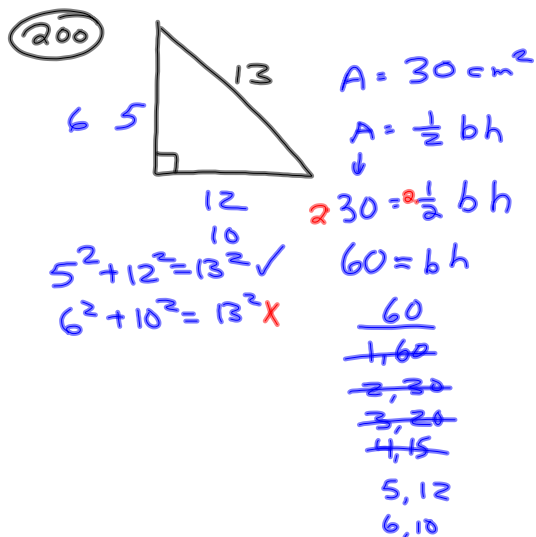 200
13
6 5
12
10
5² + 12² = 13² ✓
6² + 10² = 13² X
A = 30 cm²
A = 1/2 bh
↓
2 30 = 2 1/2 bh
60 = bh
60
1, 60
2, 30
3, 20
4, 15
5, 12
6, 10